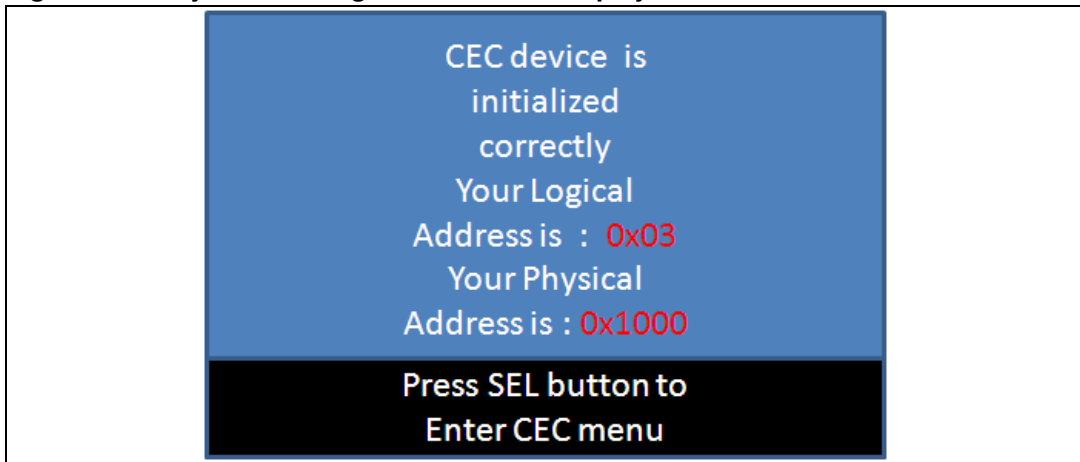 CEC device is
initialized
correctly
Your Logical
Address is : 0x03
Your Physical
Address is : 0x1000
Press SEL button to
Enter CEC menu